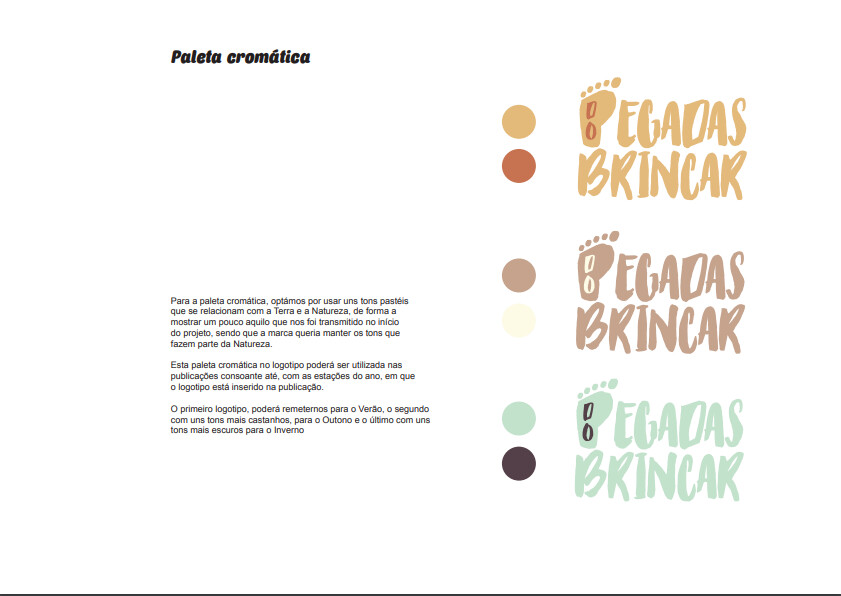 Paleta cromática
PEGADAS
DO
BRINCAR
PEGADAS
DO
BRINCAR
Para a paleta cromática, optámos por usar uns tons pastéis
que se relacionam com a Terra e a Natureza, de forma a
mostrar um pouco aquilo que nos foi transmitido no início
do projeto, sendo que a marca queria manter os tons que
fazem parte da Natureza.
Esta paleta cromática no logotipo poderá ser utilizada nas
publicações consoante até, com as estações do ano, em que
o logotipo está inserido na publicação.
O primeiro logotipo, poderá remeternos para o Verão, o segundo
com uns tons mais castanhos, para o Outono e o último com uns
tons mais escuros para o Inverno
PEGADAS
DO
BRINCAR